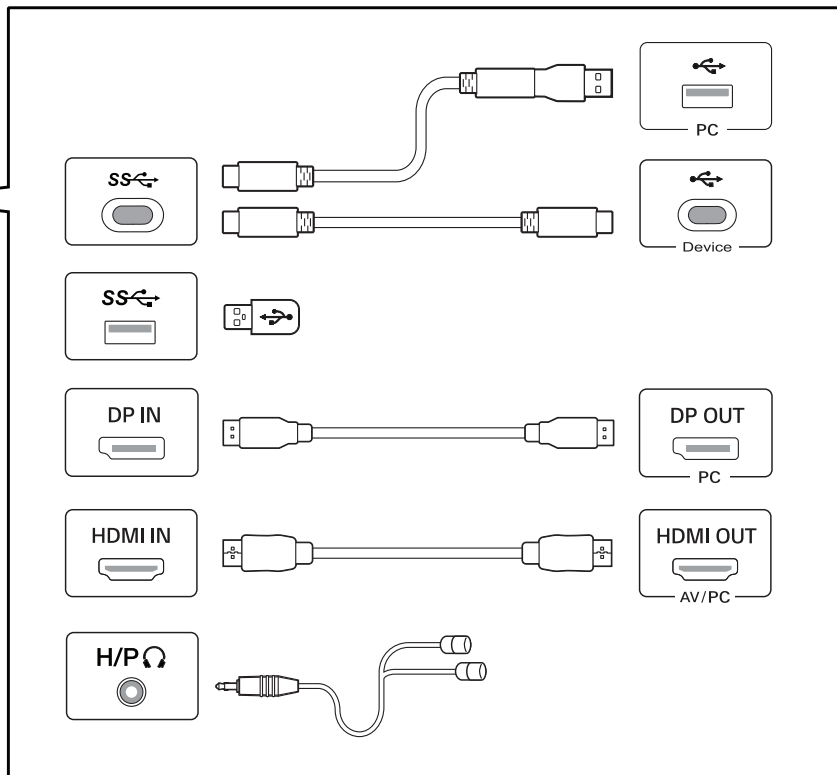 PC
SS
Device
SS
DP IN
DP OUT
PC
HDMI IN
HDMI OUT
AV/PC
H/P